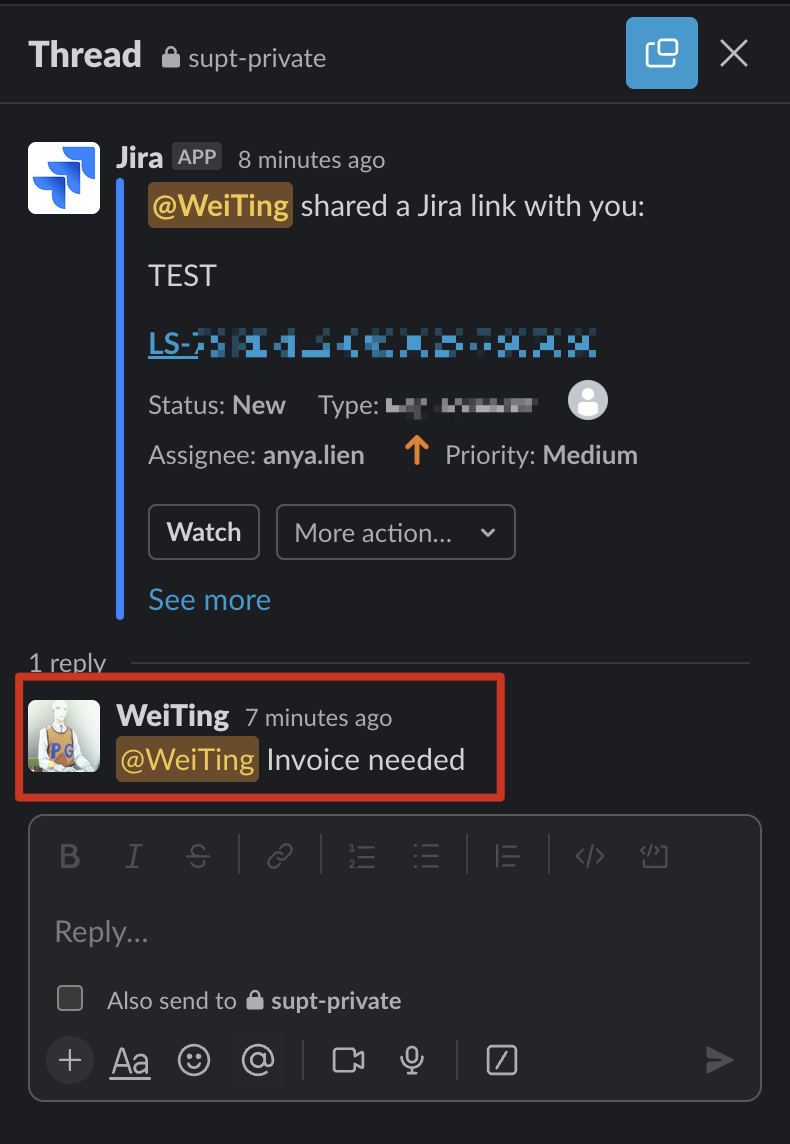 Thread supt-private
Jira APP 8 minutes ago
@WeiTing shared a Jira link with you:
TEST
LS-
Status: New Type:
Assignee: anya.lien Priority: Medium
Watch More action...
See more
1 reply
WeiTing 7 minutes ago
PG
@WeiTing Invoice needed
Reply...
Also send to supt-private
Aa